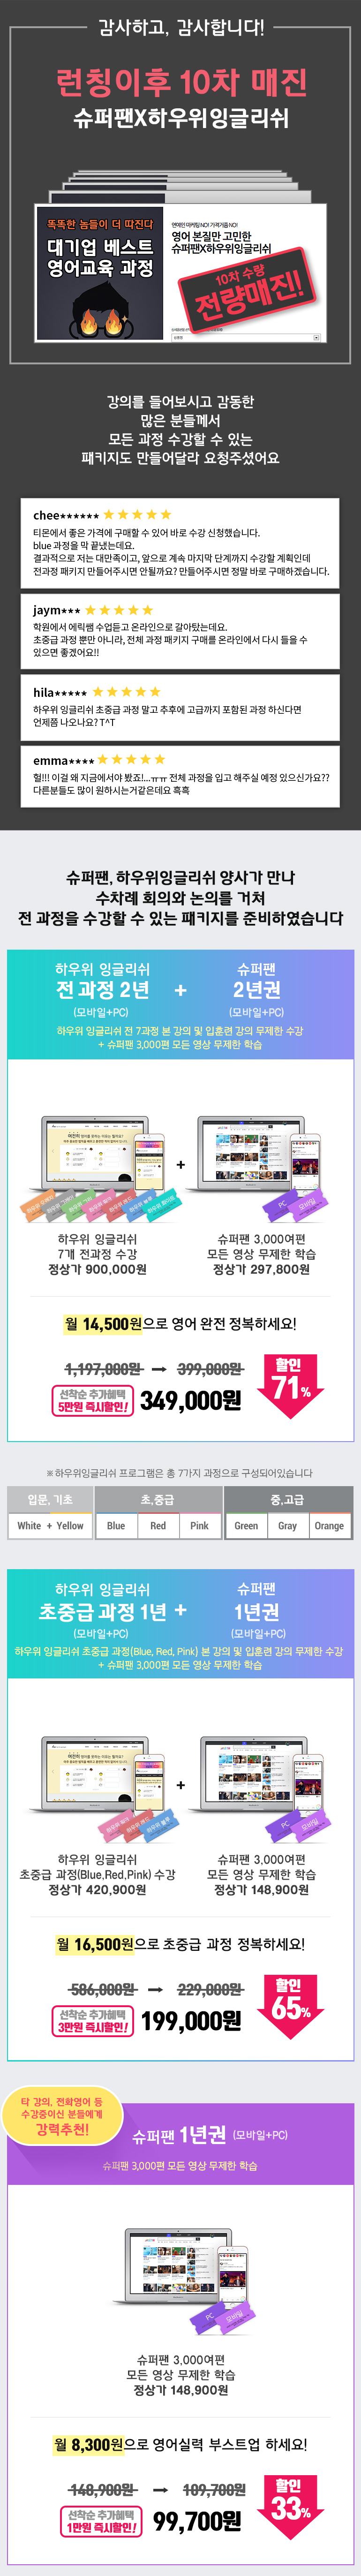 감사하고, 감사합니다!
런칭이후 10차 매진
슈퍼팬X하우위잉글리쉬
똑똑한 놈들이 더 따진다
대기업 베스트
영어교육 과정
연예인 마케팅 NO! 가격거품 NO!
영어 본질만 고민한
슈퍼팬X하우위잉글리쉬
10차 수량
전량매진!
강의를 들어보시고 감동한
많은 분들께서
모든 과정 수강할 수 있는
패키지도 만들어달라 요청주셨어요
chee******
티몬에서 좋은 가격에 구매할 수 있어 바로 수강 신청했습니다.
blue 과정을 막 끝냈는데요.
결과적으로 저는 대만족이고, 앞으로 계속 마지막 단계까지 수강할 계획인데
전과정 패키지 만들어주시면 안될까요? 만들어주시면 정말 바로 구매하겠습니다.
jaym***
학원에서 에릭쌤 수업듣고 온라인으로 갈아탔는데요.
초중급 과정 뿐만 아니라, 전체 과정 패키지 구매를 온라인에서 다시 들을 수
있으면 좋겠어요!!
hila*****
하우위 잉글리쉬 초중급 과정 말고 추후에 고급까지 포함된 과정 하신다면
언제쯤 나오나요? T^T
emma****
헐!!! 이걸 왜 지금에서야 봤죠!...ㅠㅠ 전체 과정을 입고 해주실 예정 있으신가요??
다른분들도 많이 원하시는거같은데요 흑흑
슈퍼팬, 하우위잉글리쉬 양사가 만나
수차례 회의와 논의를 거쳐
전 과정을 수강할 수 있는 패키지를 준비하였습니다
하우위 잉글리쉬
전 과정 2년
(모바일+PC)
+
슈퍼팬
2년권
(모바일+PC)
하우위 잉글리쉬 전 7과정 본 강의 및 입훈련 강의 무제한 수강
+ 슈퍼팬 3,000편 모든 영상 무제한 학습
+
PC
모바일
하우위 잉글리쉬
7개 전과정 수강
정상가 900,000원
슈퍼팬 3,000여편
모든 영상 무제한 학습
정상가 297,800원
월 14,500원으로 영어 완전 정복하세요!
1,197,000원 → 399,000원
선착순 추가혜택
5만원 즉시할인!
349,000원
할인
71%
※ 하우위잉글리쉬 프로그램은 총 7가지 과정으로 구성되어있습니다
입문, 기초 초,중급 중,고급
White + Yellow Blue Red Pink Green Gray Orange
하우위 잉글리쉬
초중급 과정 1년
(모바일+PC)
+
슈퍼팬
1년권
(모바일+PC)
하우위 잉글리쉬 초중급 과정(Blue, Red, Pink) 본 강의 및 입훈련 강의 무제한 수강
+ 슈퍼팬 3,000편 모든 영상 무제한 학습
+
PC
모바일
하우위 잉글리쉬
초중급 과정(Blue,Red,Pink) 수강
정상가 420,900원
슈퍼팬 3,000여편
모든 영상 무제한 학습
정상가 148,900원
월 16,500원으로 초중급 과정 정복하세요!
586,000원 → 229,000원
선착순 추가혜택
3만원 즉시할인!
199,000원
할인
65%
타 강의, 전화영어 등
수강중이신 분들에게
강력추천!
슈퍼팬 1년권 (모바일+PC)
슈퍼팬 3,000편 모든 영상 무제한 학습
PC
모바일
슈퍼팬 3,000여편
모든 영상 무제한 학습
정상가 148,900원
월 8,300원으로 영어실력 부스트업 하세요!
148,900원 → 109,700원
선착순 추가혜택
1만원 즉시할인!
99,700원
할인
33%